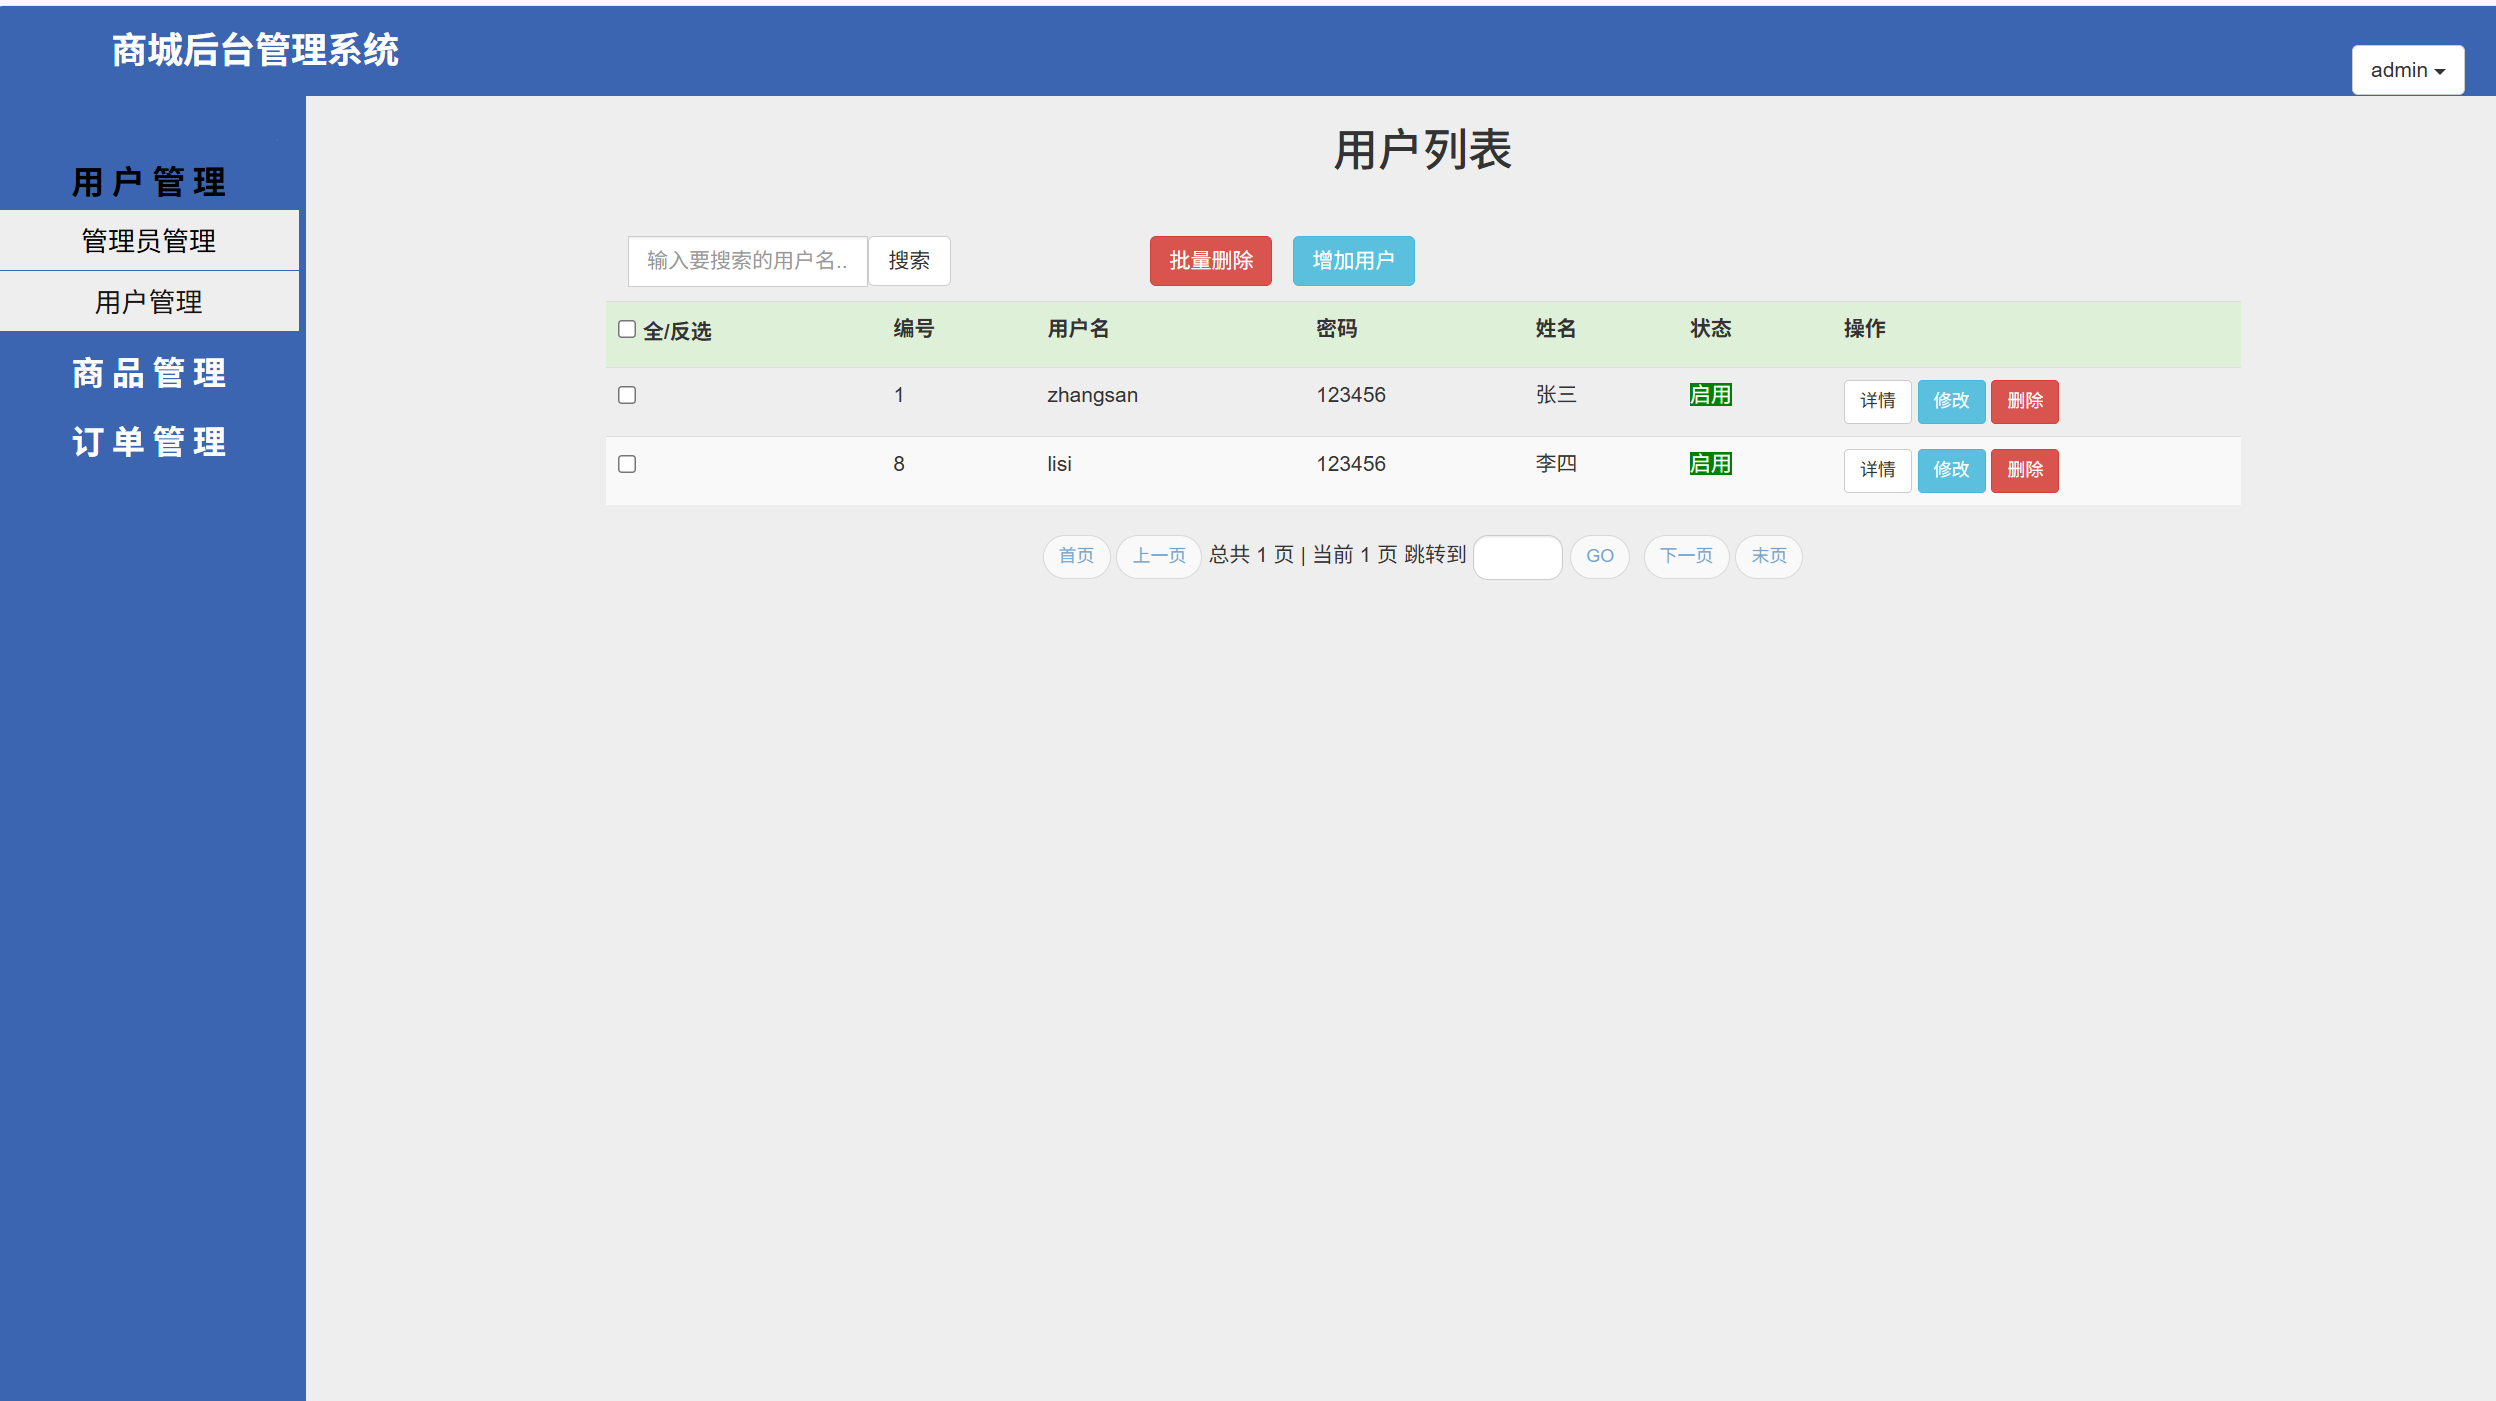 商城后台管理系统
admin
用户管理
管理员管理
用户管理
商品管理
订单管理
用户列表
输入要搜索的用户名.. 搜索 批量删除 增加用户
全/反选 编号 用户名 密码 姓名 状态 操作
1 zhangsan 123456 张三 启用 详情 修改 删除
8 lisi 123456 李四 启用 详情 修改 删除
首页 上一页 总共 1 页 | 当前 1 页 跳转到 GO 下一页 末页